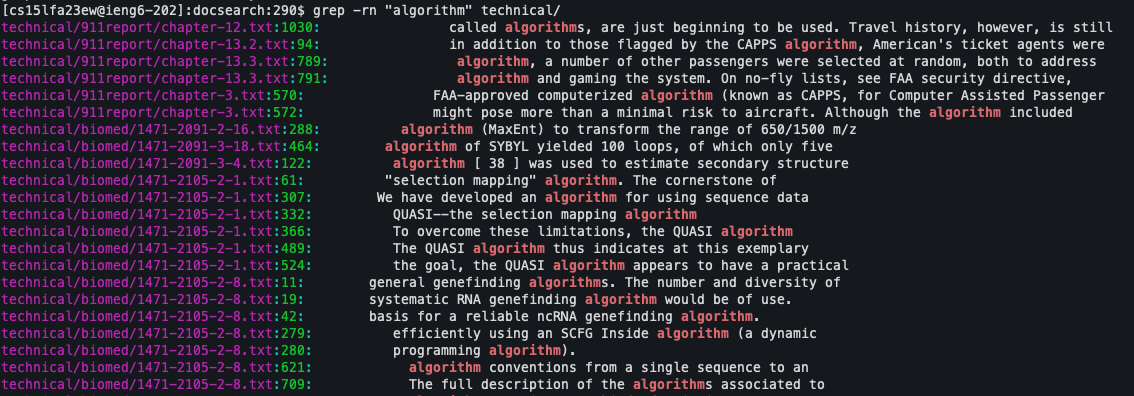 [cs15lfa23ew@ieng6-202]:docsearch:290$ grep -rn "algorithm" technical/
technical/911report/chapter-12.txt:1030: called algorithms, are just beginning to be used. Travel history, however, is still
technical/911report/chapter-13.2.txt:94: in addition to those flagged by the CAPPS algorithm, American's ticket agents were
technical/911report/chapter-13.3.txt:789: algorithm, a number of other passengers were selected at random, both to address
technical/911report/chapter-13.3.txt:791: algorithm and gaming the system. On no-fly lists, see FAA security directive,
technical/911report/chapter-3.txt:570: FAA-approved computerized algorithm (known as CAPPS, for Computer Assisted Passenger
technical/911report/chapter-3.txt:572: might pose more than a minimal risk to aircraft. Although the algorithm included
technical/biomed/1471-2091-2-16.txt:288: algorithm (MaxEnt) to transform the range of 650/1500 m/z
technical/biomed/1471-2091-3-18.txt:464: algorithm of SYBYL yielded 100 loops, of which only five
technical/biomed/1471-2091-3-4.txt:122: algorithm [ 38 ] was used to estimate secondary structure
technical/biomed/1471-2105-2-1.txt:61: "selection mapping" algorithm. The cornerstone of
technical/biomed/1471-2105-2-1.txt:307: We have developed an algorithm for using sequence data
technical/biomed/1471-2105-2-1.txt:332: QUASI--the selection mapping algorithm
technical/biomed/1471-2105-2-1.txt:366: To overcome these limitations, the QUASI algorithm
technical/biomed/1471-2105-2-1.txt:489: The QUASI algorithm thus indicates at this exemplary
technical/biomed/1471-2105-2-1.txt:524: the goal, the QUASI algorithm appears to have a practical
technical/biomed/1471-2105-2-8.txt:11: general genefinding algorithms. The number and diversity of
technical/biomed/1471-2105-2-8.txt:19: systematic RNA genefinding algorithm would be of use.
technical/biomed/1471-2105-2-8.txt:42: basis for a reliable ncRNA genefinding algorithm.
technical/biomed/1471-2105-2-8.txt:279: efficiently using an SCFG Inside algorithm (a dynamic
technical/biomed/1471-2105-2-8.txt:280: programming algorithm).
technical/biomed/1471-2105-2-8.txt:621: algorithm conventions from a single sequence to an
technical/biomed/1471-2105-2-8.txt:709: The full description of the algorithms associated to